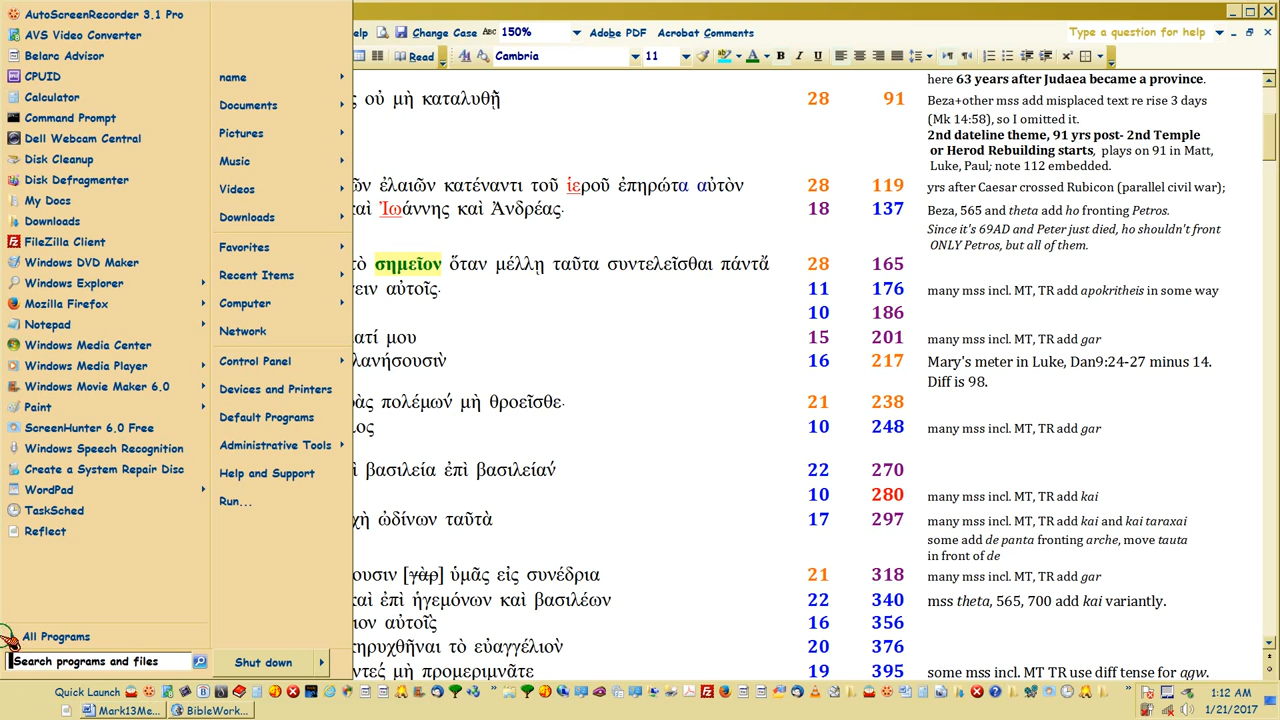 AutoScreenRecorder 3.1 Pro
AVS Video Converter
Belarc Advisor
CPUID
Calculator
Command Prompt
Dell Webcam Central
Disk Cleanup
Disk Defragmenter
My Docs
Downloads
FileZilla Client
Windows DVD Maker
Windows Explorer
Mozilla Firefox
Notepad
Windows Media Center
Windows Media Player
Windows Movie Maker 6.0
Paint
ScreenHunter 6.0 Free
Windows Speech Recognition
Create a System Repair Disc
WordPad
TaskSched
Reflect
All Programs
Search programs and files
name
Documents
Pictures
Music
Videos
Downloads
Favorites
Recent Items
Computer
Network
Control Panel
Devices and Printers
Default Programs
Administrative Tools
Help and Support
Run...
Shut down
elp Change Case 150% Adobe PDF Acrobat Comments Type a question for help
Read Cambria 11 B I U
here 63 years after Judaea became a province.
ς οὐ μὴ καταλυθῇ 28 91 Beza+other mss add misplaced text re rise 3 days
(Mk 14:58), so I omitted it.
2nd dateline theme, 91 yrs post- 2nd Temple
or Herod Rebuilding starts, plays on 91 in Matt,
Luke, Paul; note 112 embedded.
ῶν ἐλαιῶν κατέναντι τοῦ ἱεροῦ ἐπηρώτα αὐτὸν 28 119 yrs after Caesar crossed Rubicon (parallel civil war);
καὶ Ἰωάννης καὶ Ἀνδρέας· 18 137 Beza, 565 and theta add ho fronting Petros.
Since it's 69AD and Peter just died, ho shouldn't front
ONLY Petros, but all of them.
τὸ σημεῖον ὅταν μέλλῃ ταῦτα συντελεῖσθαι πάντα 28 165
ειν αὐτοῖς· 11 176 many mss incl. MT, TR add apokritheis in some way
10 186
ατί μου 15 201 many mss incl. MT, TR add gar
λανήσουσιν 16 217 Mary's meter in Luke, Dan9:24-27 minus 14.
Diff is 98.
ὰς πολέμων μὴ θροεῖσθε· 21 238
λος 10 248 many mss incl. MT, TR add gar
ὶ βασιλεία ἐπὶ βασιλείαν 22 270
10 280 many mss incl. MT, TR add kai
χὴ ὠδίνων ταῦτα 17 297 many mss incl. MT, TR add kai and kai taraxai
some add de panta fronting arche, move tauta
in front of de
ουσιν [γὰρ] ὑμᾶς εἰς συνέδρια 21 318 many mss incl. MT, TR add gar
καὶ ἐπὶ ἡγεμόνων καὶ βασιλέων 22 340 mss theta, 565, 700 add kai variantly.
ιον αὐτοῖς 16 356
κηρυχθῆναι τὸ εὐαγγέλιον 20 376
ντες μὴ προμεριμνᾶτε 19 395 some mss incl. MT TR use diff tense for agw.
Quick Launch
1:12 AM
Mark13Me... BibleWork...
1/21/2017